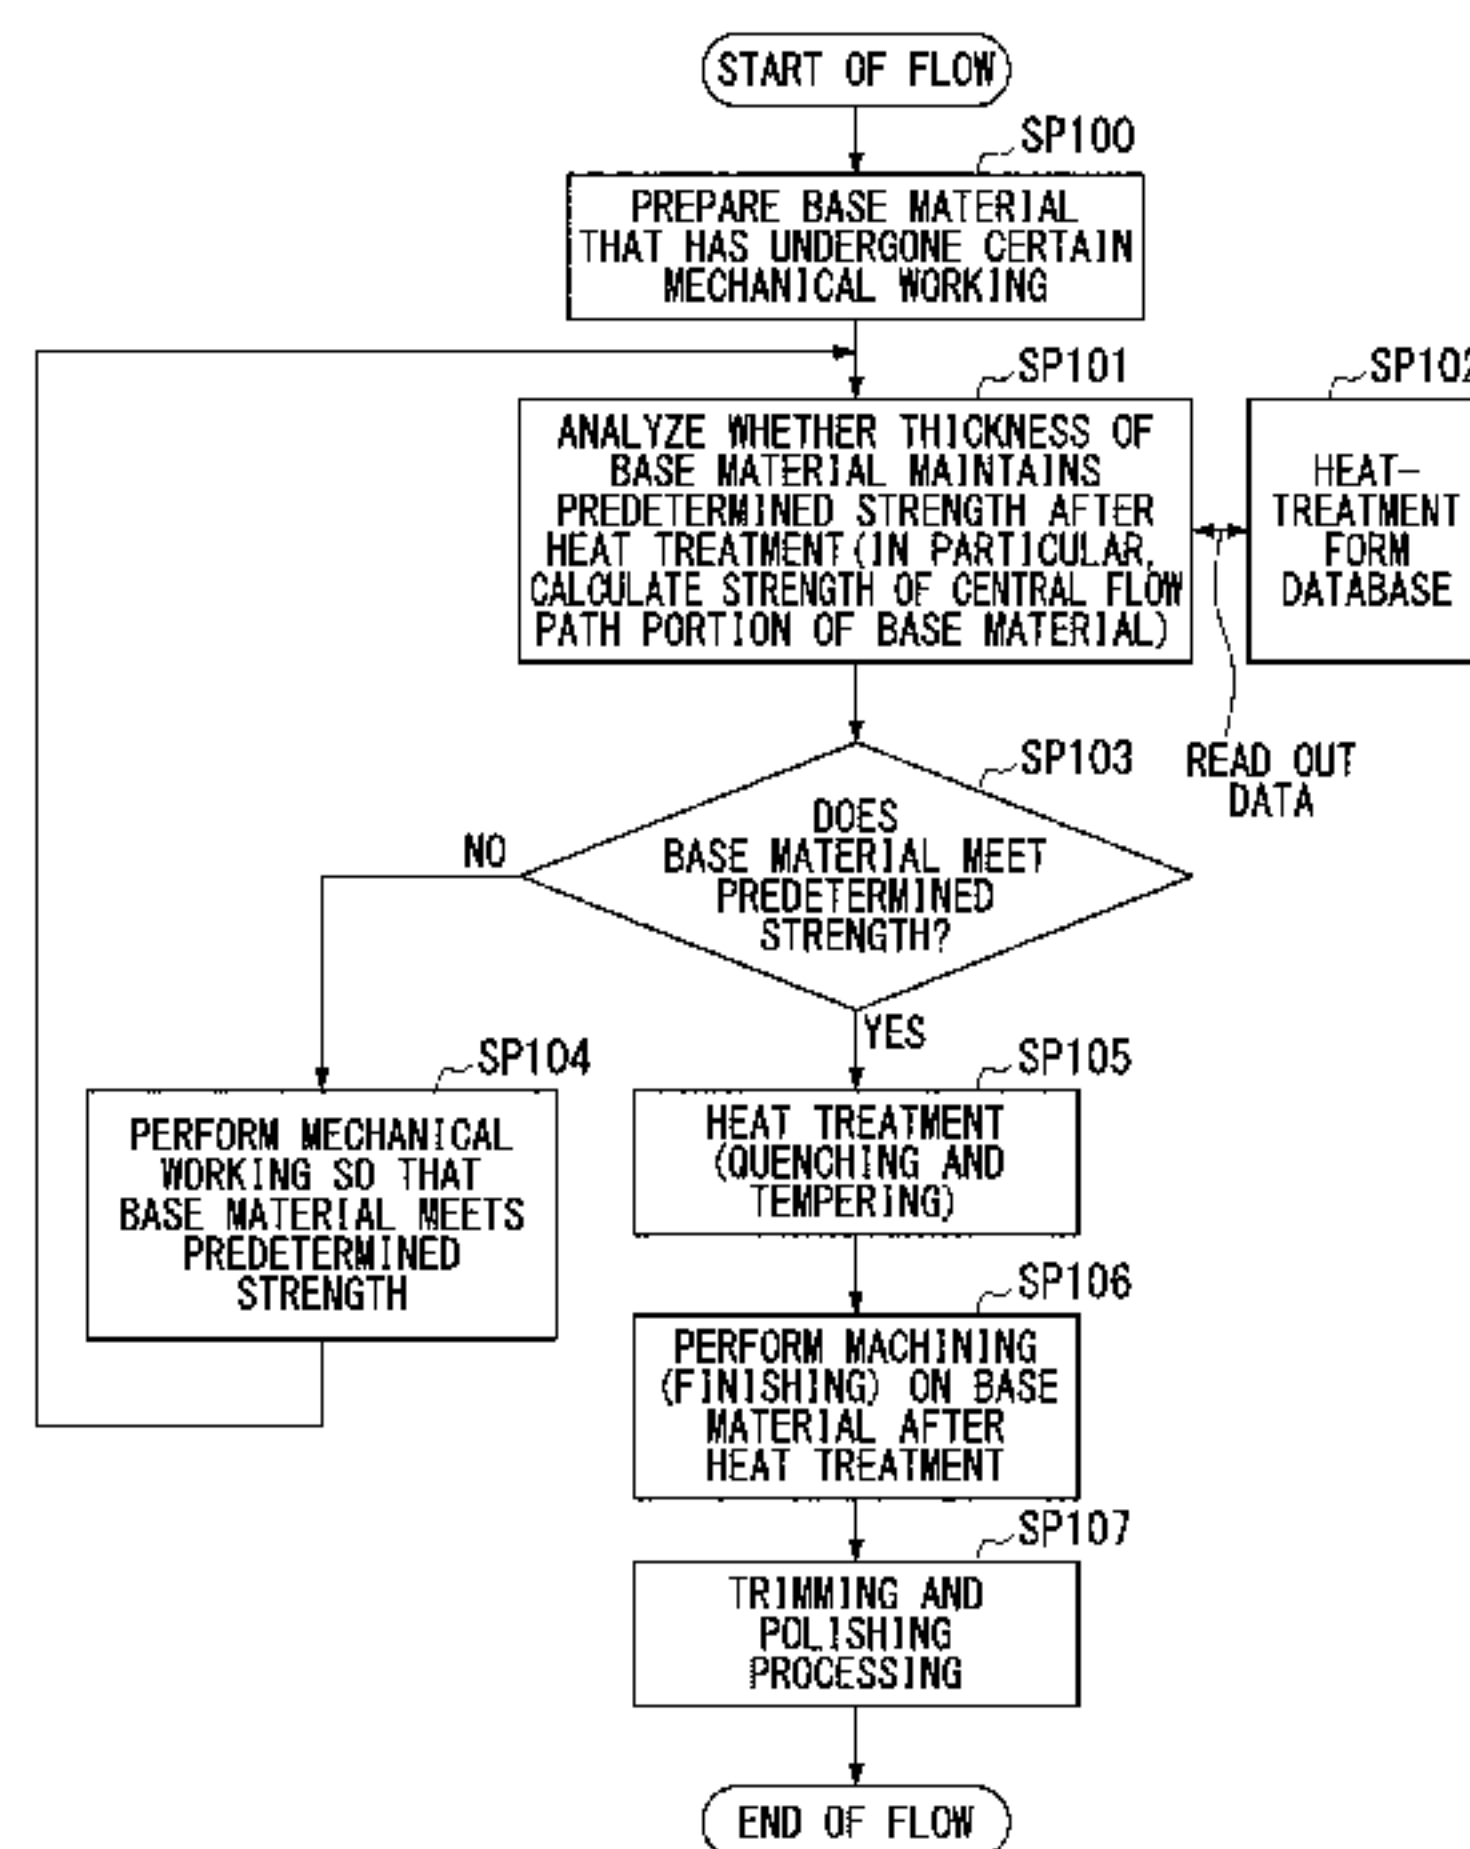 START OF FLOW
SP100
PREPARE BASE MATERIAL
THAT HAS UNDERGONE CERTAIN
MECHANICAL WORKING
SP101
ANALYZE WHETHER THICKNESS OF
BASE MATERIAL MAINTAINS
PREDETERMINED STRENGTH AFTER
HEAT TREATMENT (IN PARTICULAR,
CALCULATE STRENGTH OF CENTRAL FLOW
PATH PORTION OF BASE MATERIAL)
SP102
HEAT-
TREATMENT
FORM
DATABASE
READ OUT
DATA
SP103
DOES
BASE MATERIAL MEET
PREDETERMINED
STRENGTH?
NO
YES
SP104
PERFORM MECHANICAL
WORKING SO THAT
BASE MATERIAL MEETS
PREDETERMINED
STRENGTH
SP105
HEAT TREATMENT
(QUENCHING AND
TEMPERING)
SP106
PERFORM MACHINING
(FINISHING) ON BASE
MATERIAL AFTER
HEAT TREATMENT
SP107
TRIMMING AND
POLISHING
PROCESSING
END OF FLOW